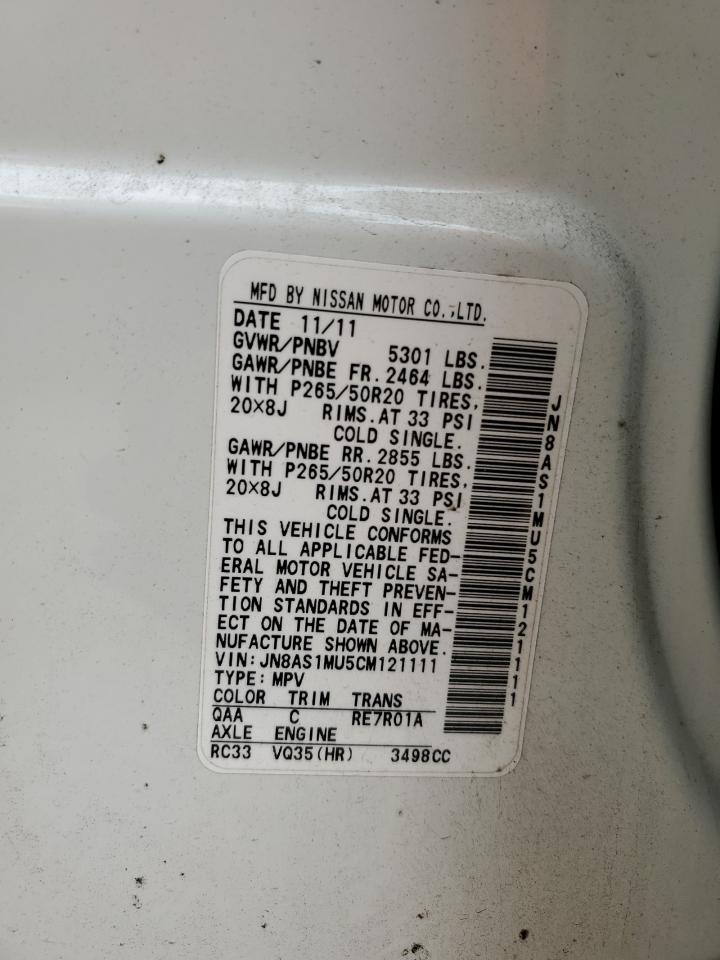 MFD BY NISSAN MOTOR CO.,LTD.
DATE 11/11
GVWR/PNBV 5301 LBS.
GAWR/PNBE FR. 2464 LBS.
WITH P265/50R20 TIRES,
20×8J RIMS. AT 33 PSI
COLD SINGLE.
GAWR/PNBE RR. 2855 LBS.
WITH P265/50R20 TIRES,
20×8J RIMS. AT 33 PSI
COLD SINGLE.
THIS VEHICLE CONFORMS
TO ALL APPLICABLE FED-
ERAL MOTOR VEHICLE SA-
FETY AND THEFT PREVEN-
TION STANDARDS IN EFF-
ECT ON THE DATE OF MA-
NUFACTURE SHOWN ABOVE.
VIN: JN8AS1MU5CM121111
TYPE: MPV
COLOR TRIM TRANS
QAA C RE7R01A
AXLE ENGINE
RC33 VQ35(HR) 3498CC
JN8AS1MU5CM121111